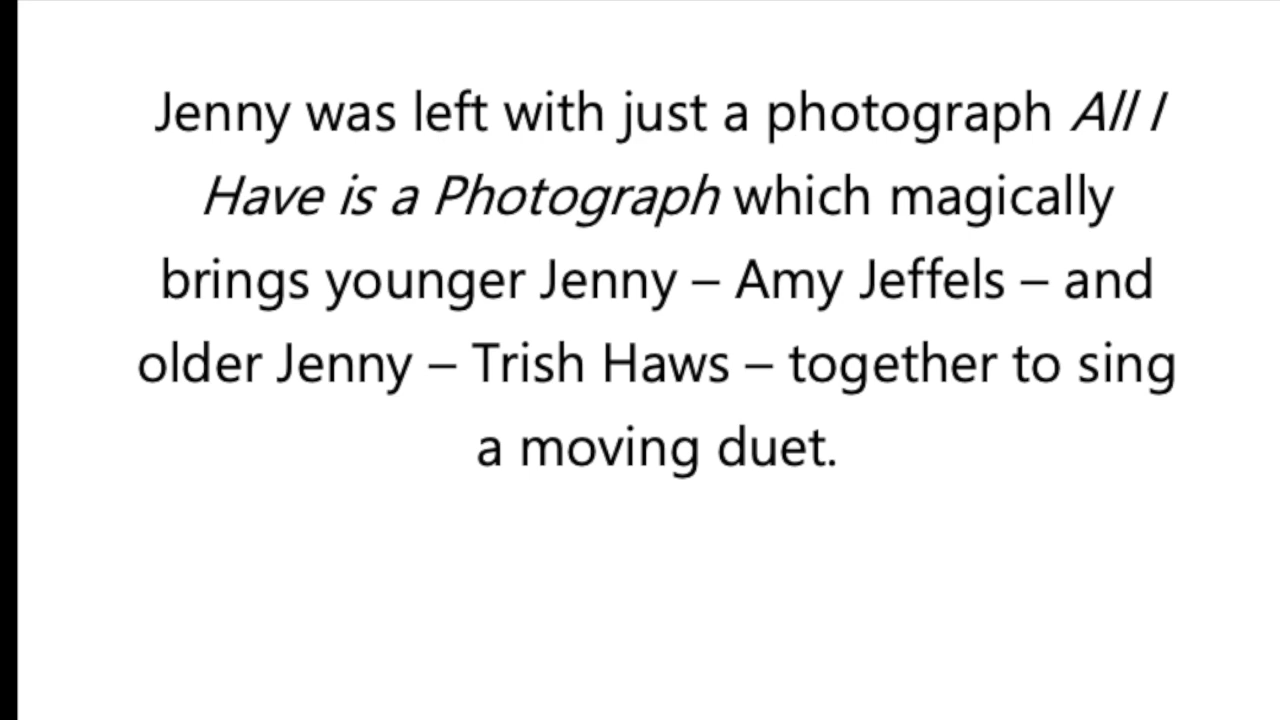 Jenny was left with just a photograph All I
Have is a Photograph which magically
brings younger Jenny – Amy Jeffels – and
older Jenny – Trish Haws – together to sing
a moving duet.